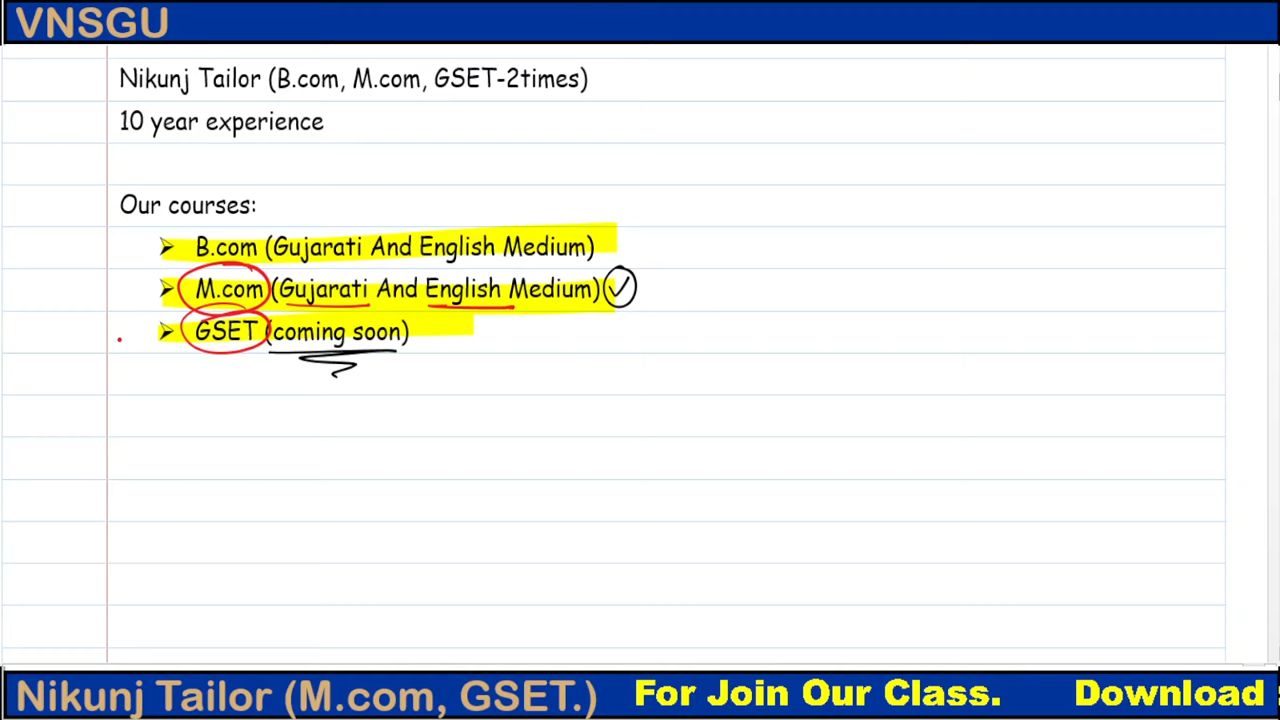 VNSGU
Nikunj Tailor (B.com, M.com, GSET-2times)
10 year experience
Our courses:
➢ B.com (Gujarati And English Medium)
➢ M.com (Gujarati And English Medium) ✓
➢ GSET (coming soon)
Nikunj Tailor (M.com, GSET.) For Join Our Class. Download